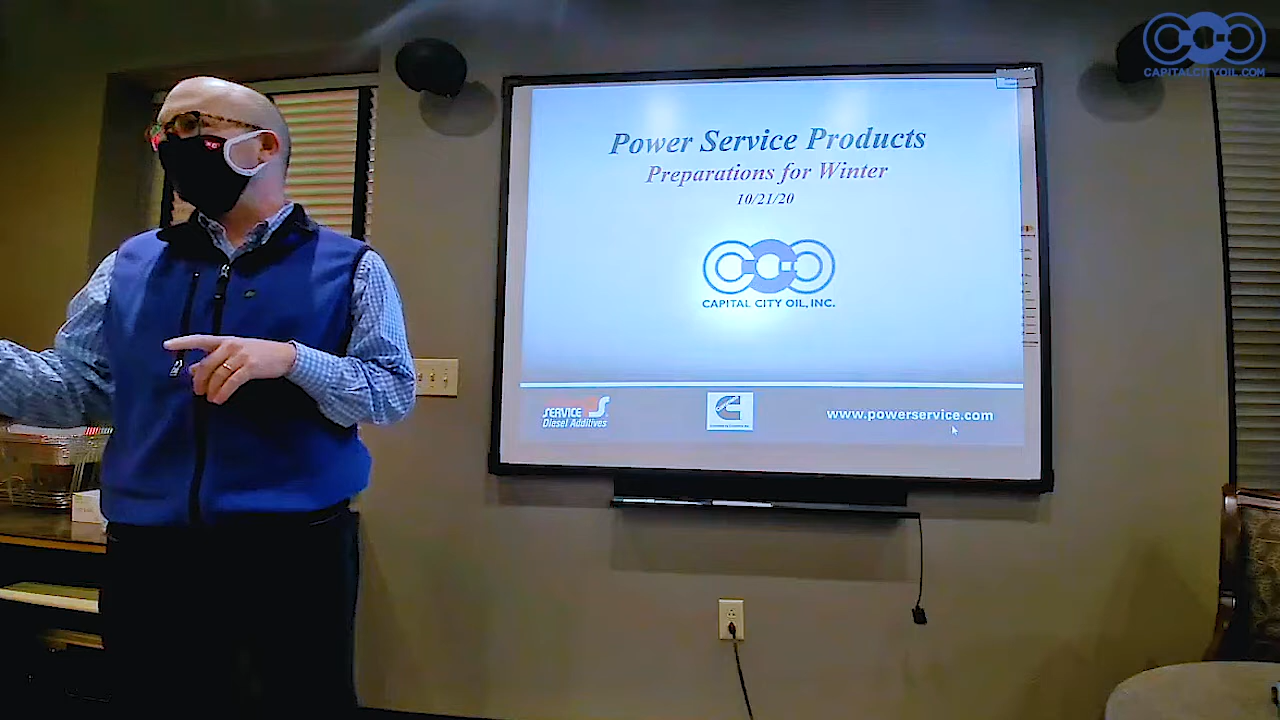 CAPITALCITYOIL.COM
Power Service Products
Preparations for Winter
10/21/20
CAPITAL CITY OIL, INC.
SERVICE
Diesel Additives
www.powerservice.com